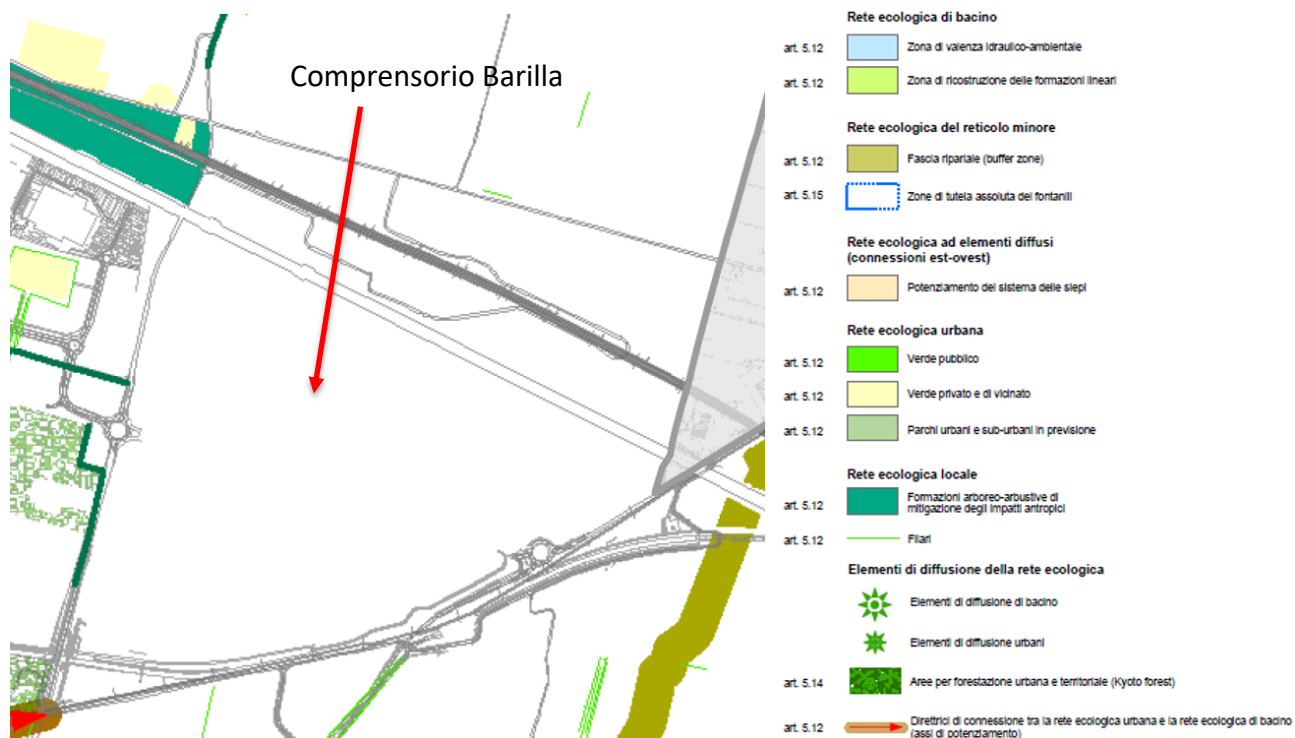 Comprensorio Barilla
Rete ecologica di bacino
art. 5.12 Zona di valenza idraulico-ambientale
art. 5.12 Zona di ricostruzione delle formazioni lineari
Rete ecologica del reticolo minore
art. 5.12 Fascia ripariale (buffer zone)
art. 5.15 Zone di tutela assoluta dei fontanili
Rete ecologica ad elementi diffusi
(connessioni est-ovest)
art. 5.12 Potenziamento del sistema delle siepi
Rete ecologica urbana
art. 5.12 Verde pubblico
art. 5.12 Verde privato e di vicinato
art. 5.12 Parchi urbani e sub-urbani in previsione
Rete ecologica locale
art. 5.12 Formazioni arboreo-arbustive di
mitigazione degli impatti antropici
art. 5.12 Filari
Elementi di diffusione della rete ecologica
Elementi di diffusione di bacino
Elementi di diffusione urbani
art. 5.14 Aree per forestazione urbana e territoriale (Kyoto forest)
art. 5.12 Direttrici di connessione tra la rete ecologica urbana e la rete ecologica di bacino
(assi di potenziamento)